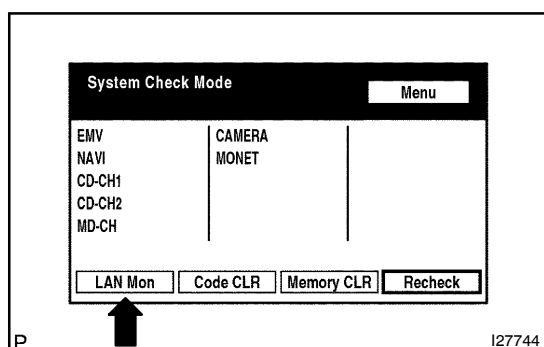 System Check Mode
Menu
EMV
NAVI
CD-CH1
CD-CH2
MD-CH
CAMERA
MONET
LAN Mon
Code CLR
Memory CLR
Recheck
P
I27744